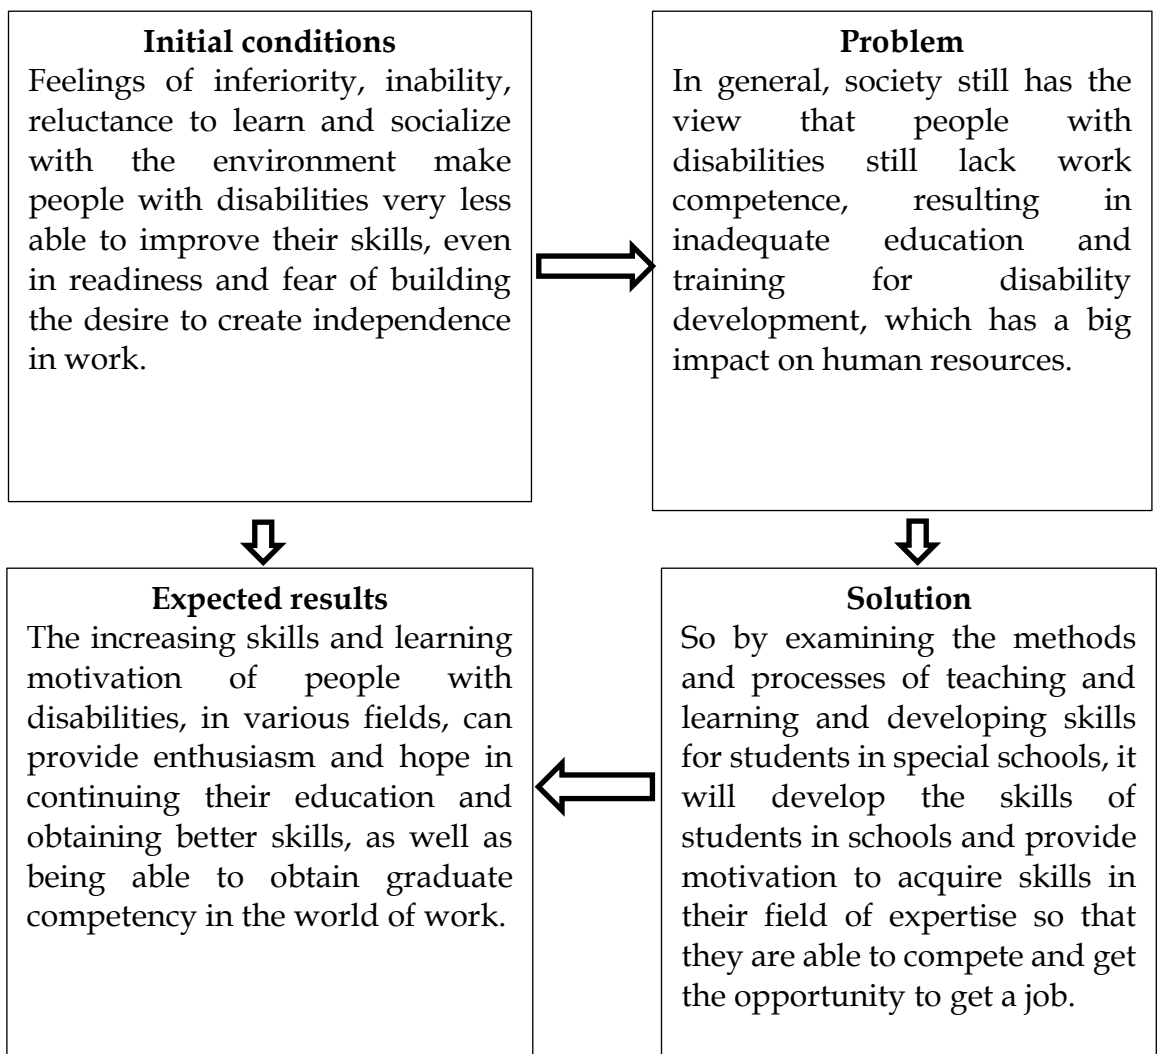 Initial conditions
Feelings of inferiority, inability,
reluctance to learn and socialize
with the environment make
people with disabilities very less
able to improve their skills, even
in readiness and fear of building
the desire to create independence
in work.
Problem
In general, society still has the
view that people with
disabilities still lack work
competence, resulting in
inadequate education and
training for disability
development, which has a big
impact on human resources.
Expected results
The increasing skills and learning
motivation of people with
disabilities, in various fields, can
provide enthusiasm and hope in
continuing their education and
obtaining better skills, as well as
being able to obtain graduate
competency in the world of work.
Solution
So by examining the methods
and processes of teaching and
learning and developing skills
for students in special schools, it
will develop the skills of
students in schools and provide
motivation to acquire skills in
their field of expertise so that
they are able to compete and get
the opportunity to get a job.